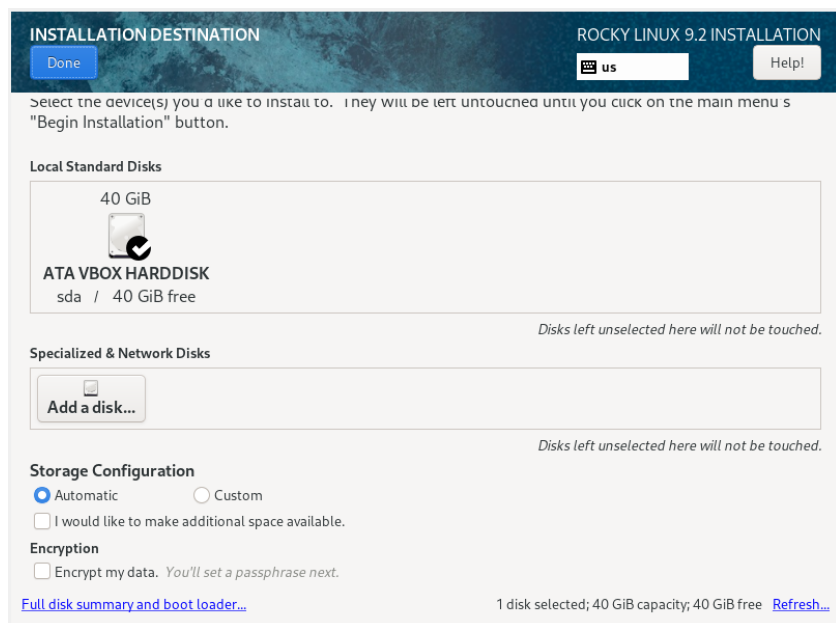 INSTALLATION DESTINATION
ROCKY LINUX 9.2 INSTALLATION
Done
us
Help!
Select the device(s) you'd like to install to. They will be left untouched until you click on the main menu's
"Begin Installation" button.
Local Standard Disks
40 GiB
ATA VBOX HARDDISK
sda / 40 GiB free
Disks left unselected here will not be touched.
Specialized & Network Disks
Add a disk...
Disks left unselected here will not be touched.
Storage Configuration
Automatic
Custom
I would like to make additional space available.
Encryption
Encrypt my data. You'll set a passphrase next.
Full disk summary and boot loader...
1 disk selected; 40 GiB capacity; 40 GiB free Refresh...